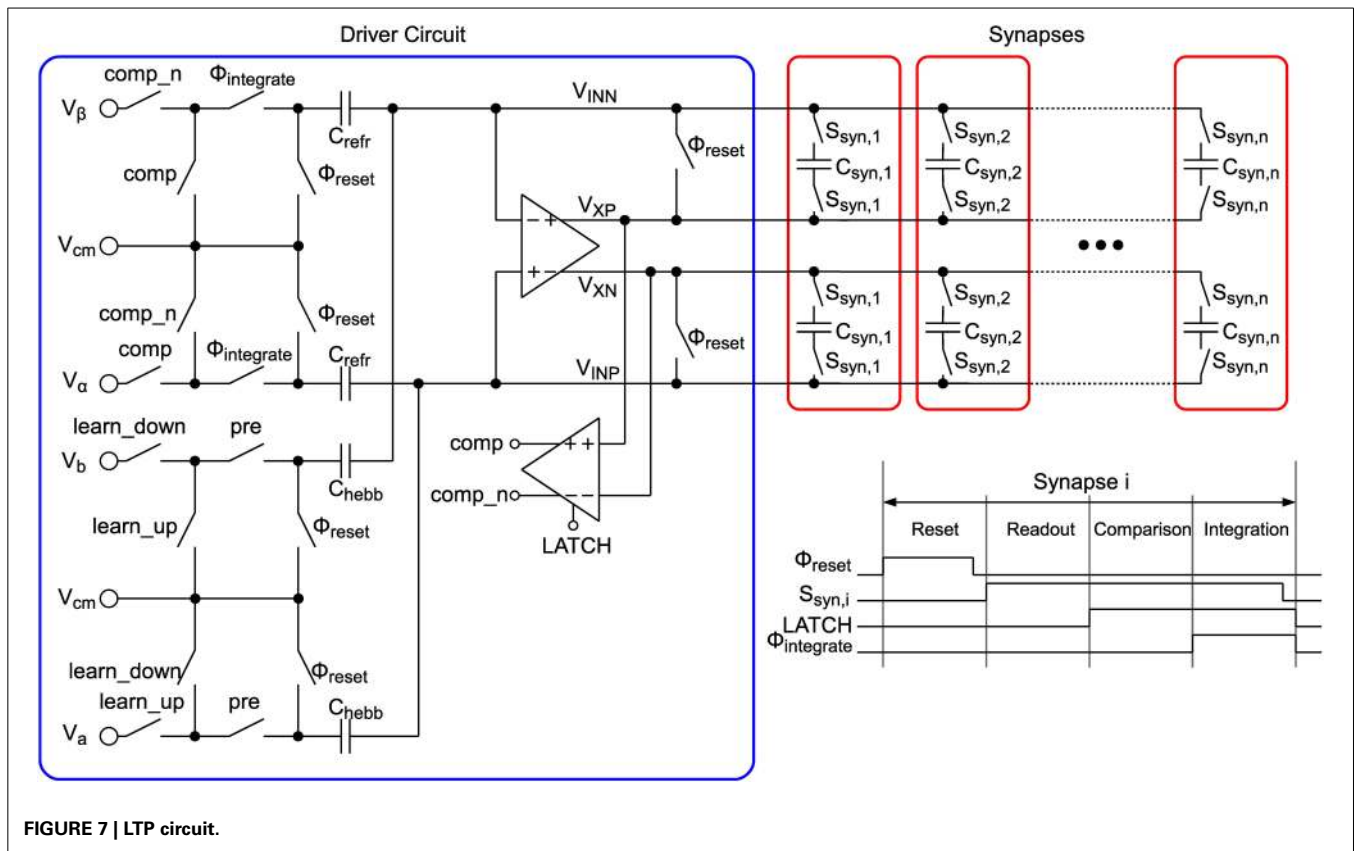 Driver Circuit
Synapses
comp_n
Φintegrate
Vβ
Crefr
VINN
comp
Φreset
Φreset
Vcm
VXP
comp_n
Φreset
VXN
comp
Φintegrate
Crefr
Φreset
Vα
VINP
Ssyn,1
Csyn,1
Ssyn,1
Ssyn,2
Csyn,2
Ssyn,2
Ssyn,n
Csyn,n
Ssyn,n
Ssyn,1
Csyn,1
Ssyn,1
Ssyn,2
Csyn,2
Ssyn,2
Ssyn,n
Csyn,n
Ssyn,n
learn_down
pre
Vb
Chebb
learn_up
Φreset
Vcm
learn_down
Φreset
learn_up
pre
Chebb
Va
comp
comp_n
LATCH
Synapse i
Reset Readout Comparison Integration
Φreset
Ssyn,i
LATCH
Φintegrate
FIGURE 7 | LTP circuit.